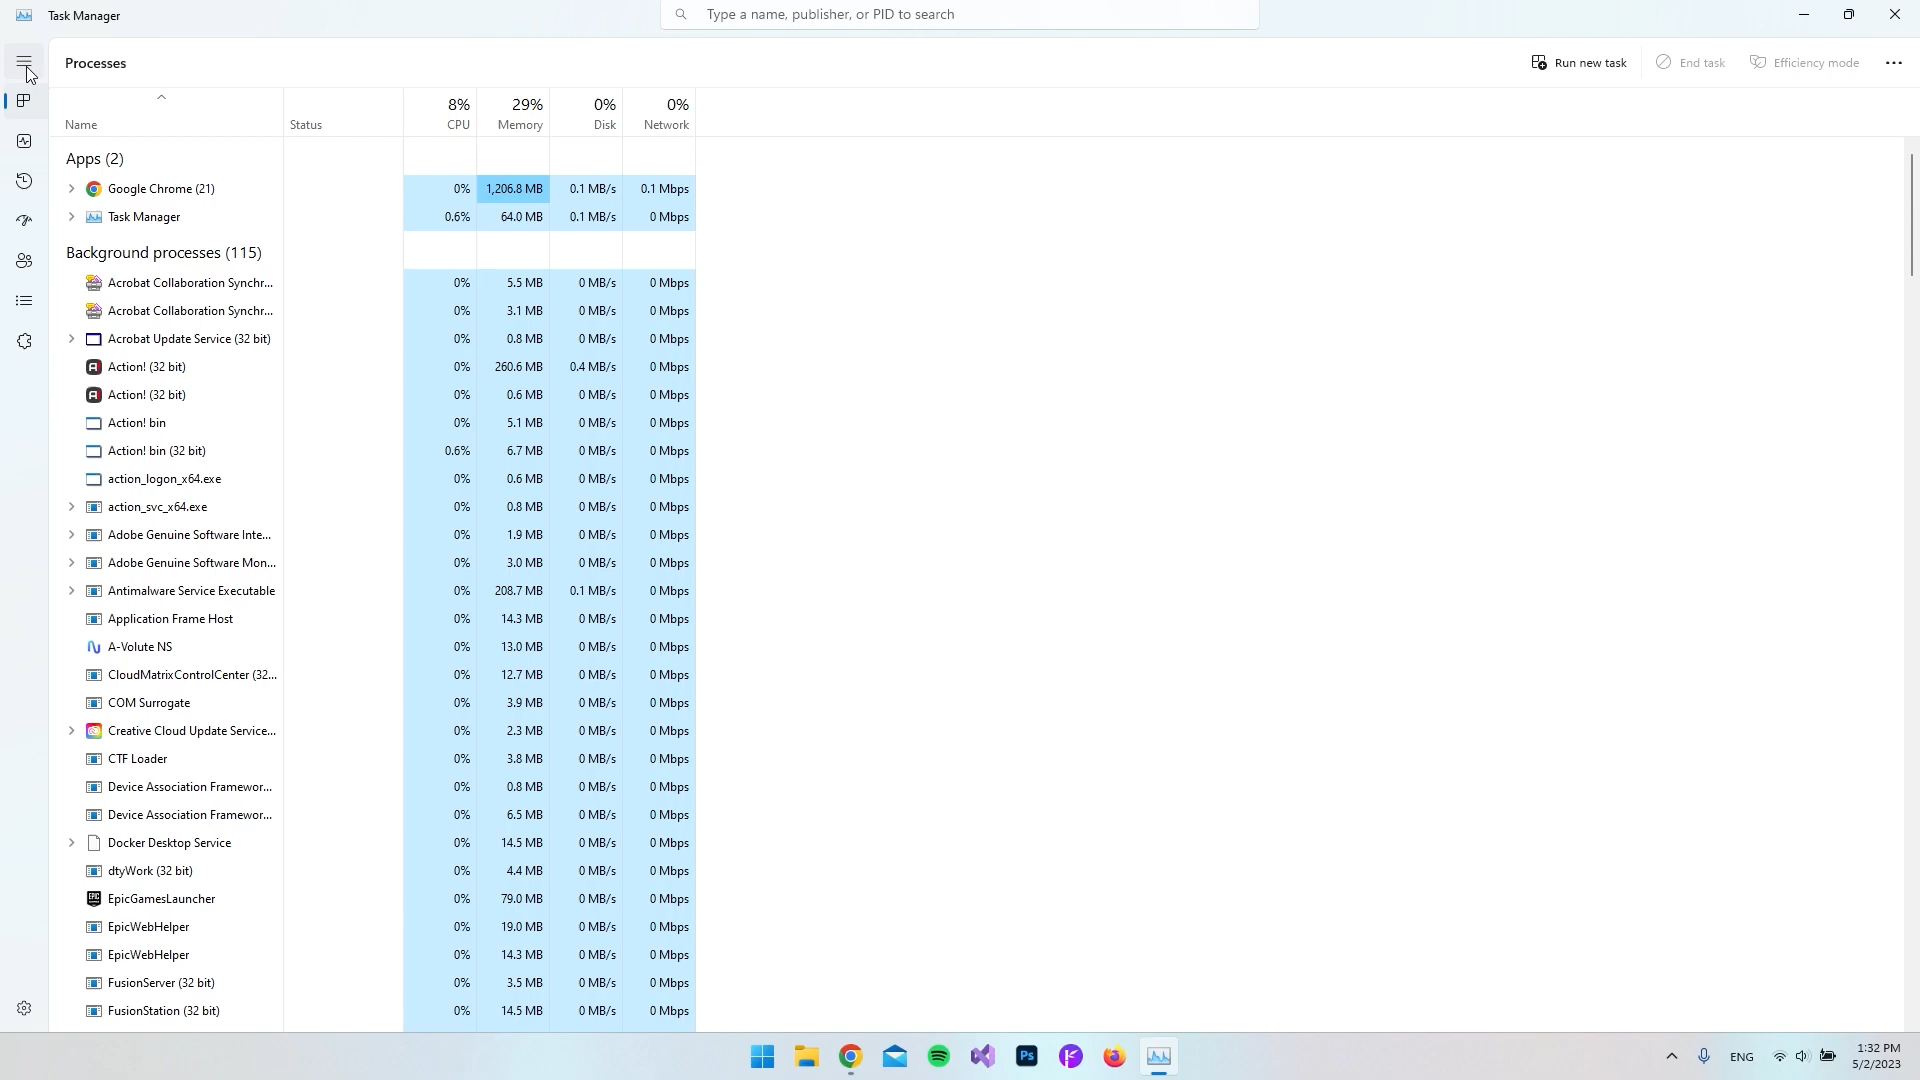 Task Manager
Type a name, publisher, or PID to search
Processes
Run new task
End task
Efficiency mode
8% 29% 0% 0%
Name Status CPU Memory Disk Network
Apps (2)
Google Chrome (21) 0% 1,206.8 MB 0.1 MB/s 0.1 Mbps
Task Manager 0.6% 64.0 MB 0.1 MB/s 0 Mbps
Background processes (115)
Acrobat Collaboration Synchr... 0% 5.5 MB 0 MB/s 0 Mbps
Acrobat Collaboration Synchr... 0% 3.1 MB 0 MB/s 0 Mbps
Acrobat Update Service (32 bit) 0% 0.8 MB 0 MB/s 0 Mbps
Action! (32 bit) 0% 260.6 MB 0.4 MB/s 0 Mbps
Action! (32 bit) 0% 0.6 MB 0 MB/s 0 Mbps
Action! bin 0% 5.1 MB 0 MB/s 0 Mbps
Action! bin (32 bit) 0.6% 6.7 MB 0 MB/s 0 Mbps
action_logon_x64.exe 0% 0.6 MB 0 MB/s 0 Mbps
action_svc_x64.exe 0% 0.8 MB 0 MB/s 0 Mbps
Adobe Genuine Software Inte... 0% 1.9 MB 0 MB/s 0 Mbps
Adobe Genuine Software Mon... 0% 3.0 MB 0 MB/s 0 Mbps
Antimalware Service Executable 0% 208.7 MB 0.1 MB/s 0 Mbps
Application Frame Host 0% 14.3 MB 0 MB/s 0 Mbps
A-Volute NS 0% 13.0 MB 0 MB/s 0 Mbps
CloudMatrixControlCenter (32... 0% 12.7 MB 0 MB/s 0 Mbps
COM Surrogate 0% 3.9 MB 0 MB/s 0 Mbps
Creative Cloud Update Service... 0% 2.3 MB 0 MB/s 0 Mbps
CTF Loader 0% 3.8 MB 0 MB/s 0 Mbps
Device Association Framewor... 0% 0.8 MB 0 MB/s 0 Mbps
Device Association Framewor... 0% 6.5 MB 0 MB/s 0 Mbps
Docker Desktop Service 0% 14.5 MB 0 MB/s 0 Mbps
dtyWork (32 bit) 0% 4.4 MB 0 MB/s 0 Mbps
EpicGamesLauncher 0% 79.0 MB 0 MB/s 0 Mbps
EpicWebHelper 0% 19.0 MB 0 MB/s 0 Mbps
EpicWebHelper 0% 14.3 MB 0 MB/s 0 Mbps
FusionServer (32 bit) 0% 3.5 MB 0 MB/s 0 Mbps
FusionStation (32 bit) 0% 14.5 MB 0 MB/s 0 Mbps
Ps
ENG
1:32 PM
5/2/2023